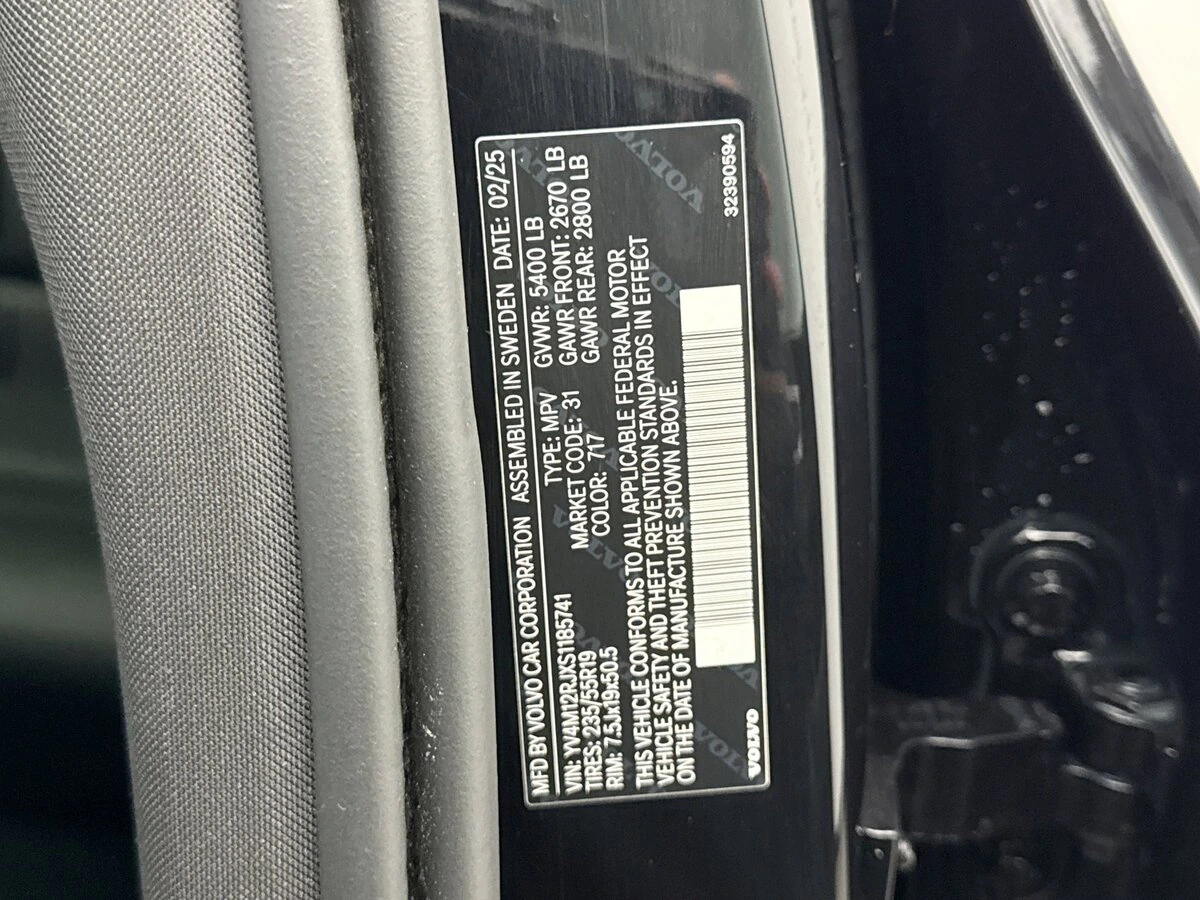 MFD BY VOLVO CAR CORPORATION ASSEMBLED IN SWEDEN DATE: 02/25
VIN: YV4M12RJXS1185741 TYPE: MPV GVWR: 5400 LB
TIRES: 235/55R19 MARKET CODE: 31 GAWR FRONT: 2670 LB
RIM: 7.5Jx19x50.5 COLOR: 717 GAWR REAR: 2800 LB
THIS VEHICLE CONFORMS TO ALL APPLICABLE FEDERAL MOTOR
VEHICLE SAFETY AND THEFT PREVENTION STANDARDS IN EFFECT
ON THE DATE OF MANUFACTURE SHOWN ABOVE.
VOLVO 32390594